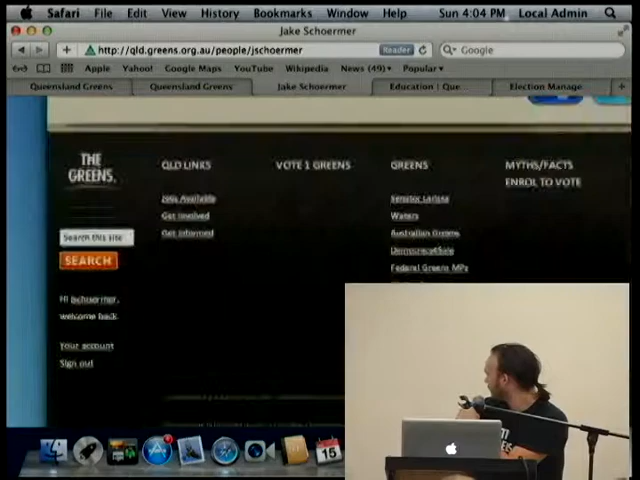 Safari File Edit View History Bookmarks Window Help Sun 4:04 PM Local Admin
Jake Schoermer
http://qld.greens.org.au/people/jschoermer Reader Google
Apple Yahoo! Google Maps YouTube Wikipedia News (49) Popular
Queensland Greens Queensland Greens Jake Schoermer Education | Que... Election Manage
THE GREENS.
QLD LINKS
Jobs Available
Get Involved
Get Informed
VOTE 1 GREENS
GREENS
Senator Larissa
Waters
Australian Greens
Democracy4Sale
Federal Greens MPs
MYTHS/FACTS
ENROL TO VOTE
Search this site
SEARCH
Hi jschoermer,
welcome back.
Your account
Sign out
15